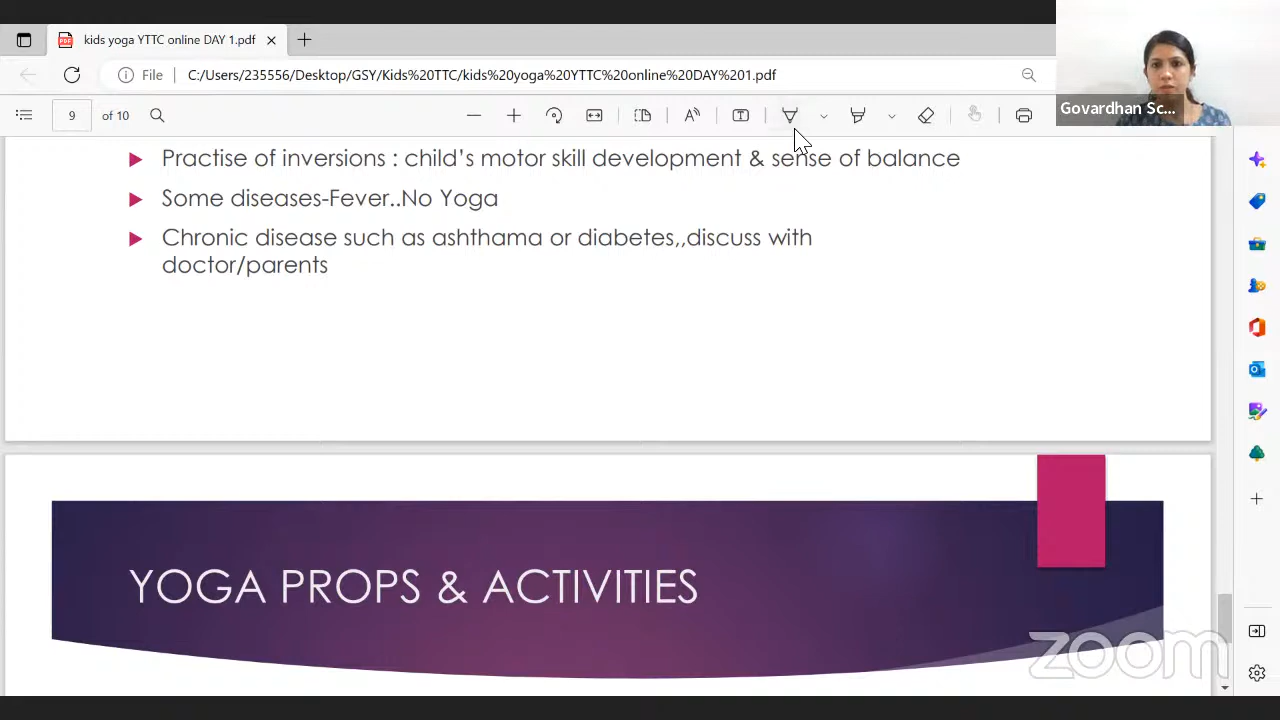 kids yoga YTTC online DAY 1.pdf
File
C:/Users/235556/Desktop/GSY/Kids%20TTC/kids%20yoga%20YTTC%20online%20DAY%201.pdf
Govardhan Sc...
9 of 10
Practise of inversions : child's motor skill development & sense of balance
Some diseases-Fever..No Yoga
Chronic disease such as ashthama or diabetes,,discuss with
doctor/parents
YOGA PROPS & ACTIVITIES
zoom